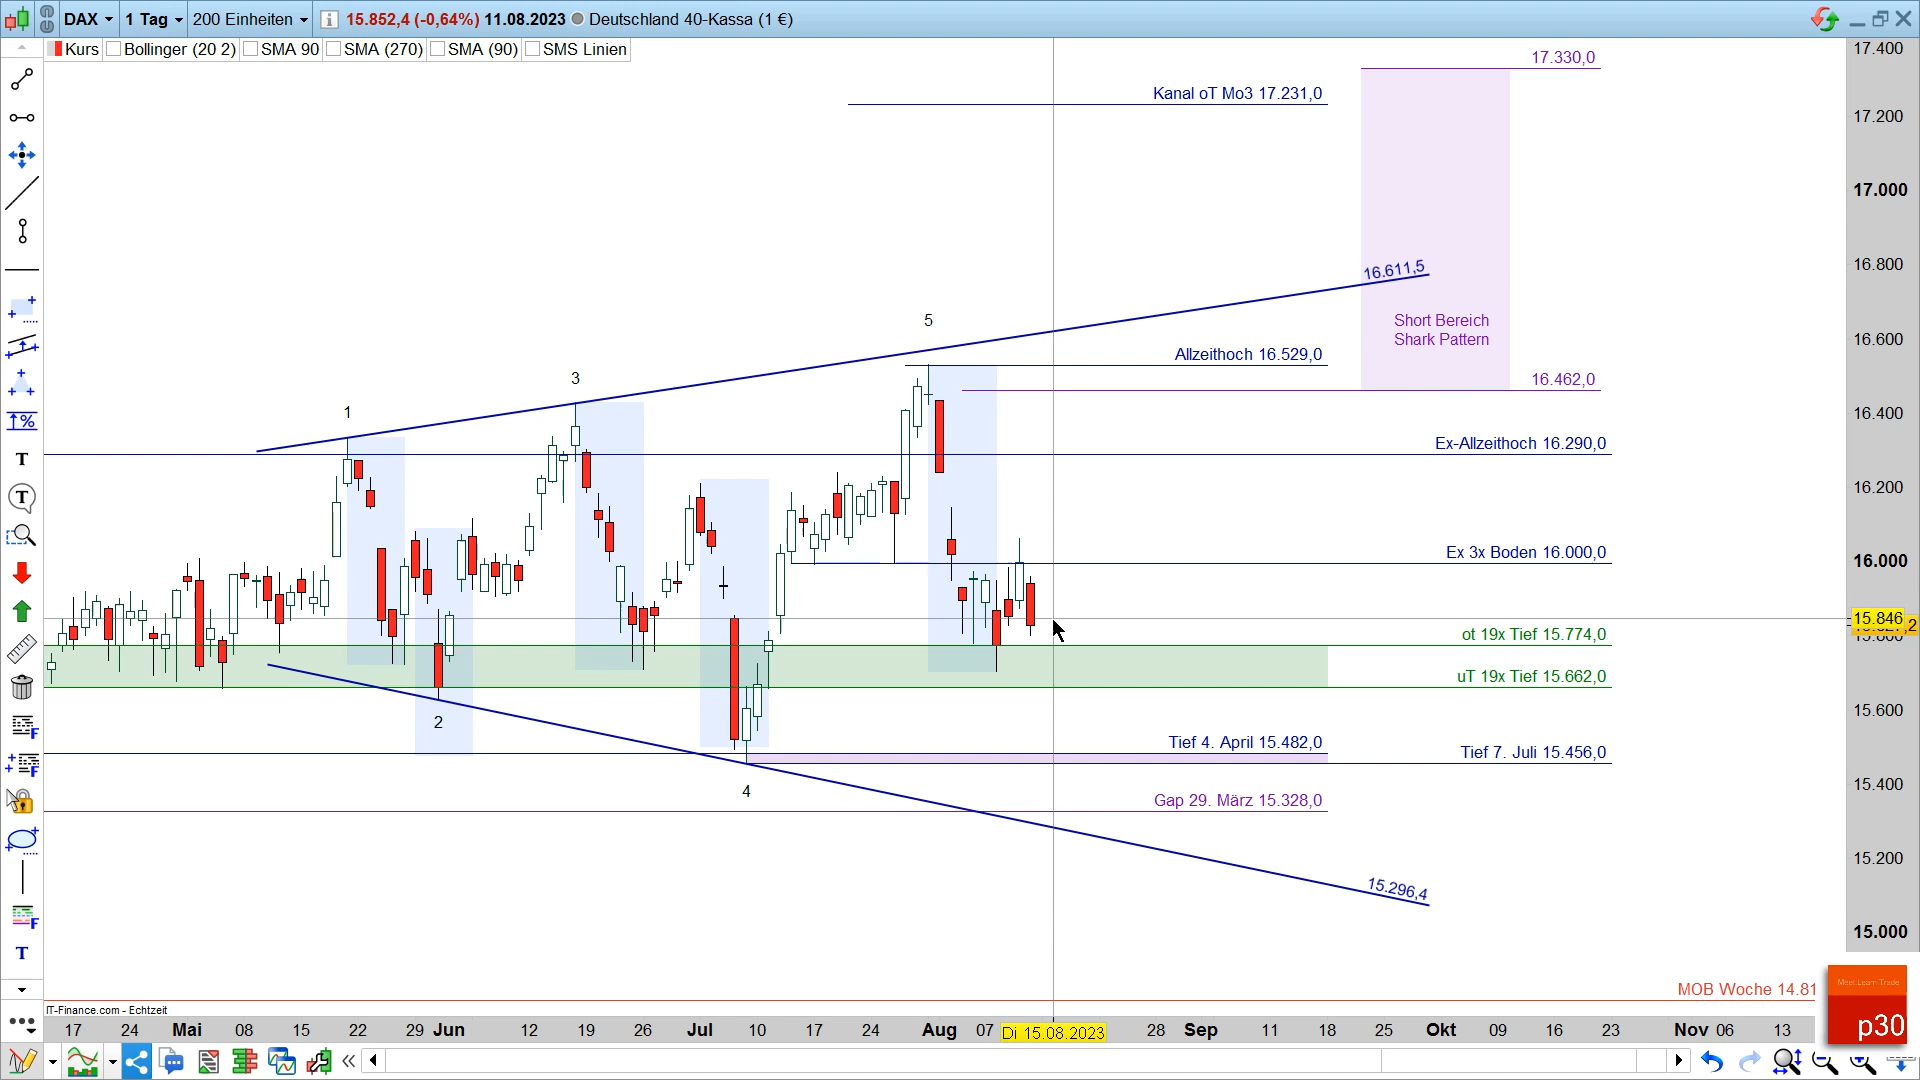 DAX 1 Tag 200 Einheiten 15.852,4 (-0,64%) 11.08.2023 Deutschland 40-Kassa (1 €)
Kurs Bollinger (20 2) SMA 90 SMA (270) SMA (90) SMS Linien
17.400
17.330,0
Kanal oT Mo3 17.231,0
17.200
17.000
16.800
16.611,5
5
Short Bereich
Shark Pattern
16.600
Allzeithoch 16.529,0
3
16.462,0
1
16.400
Ex-Allzeithoch 16.290,0
16.200
Ex 3x Boden 16.000,0
16.000
15.846
ot 19x Tief 15.774,0
uT 19x Tief 15.662,0
2
15.600
Tief 4. April 15.482,0
Tief 7. Juli 15.456,0
4
15.400
Gap 29. März 15.328,0
15.200
15.296,4
15.000
MOB Woche 14.81
Meet Learn Trade
p30
IT-Finance.com - Echtzeit
17 24 Mai 08 15 22 29 Jun 12 19 26 Jul 10 17 24 Aug 07 Di 15.08.2023 28 Sep 11 18 25 Okt 09 16 23 Nov 06 13